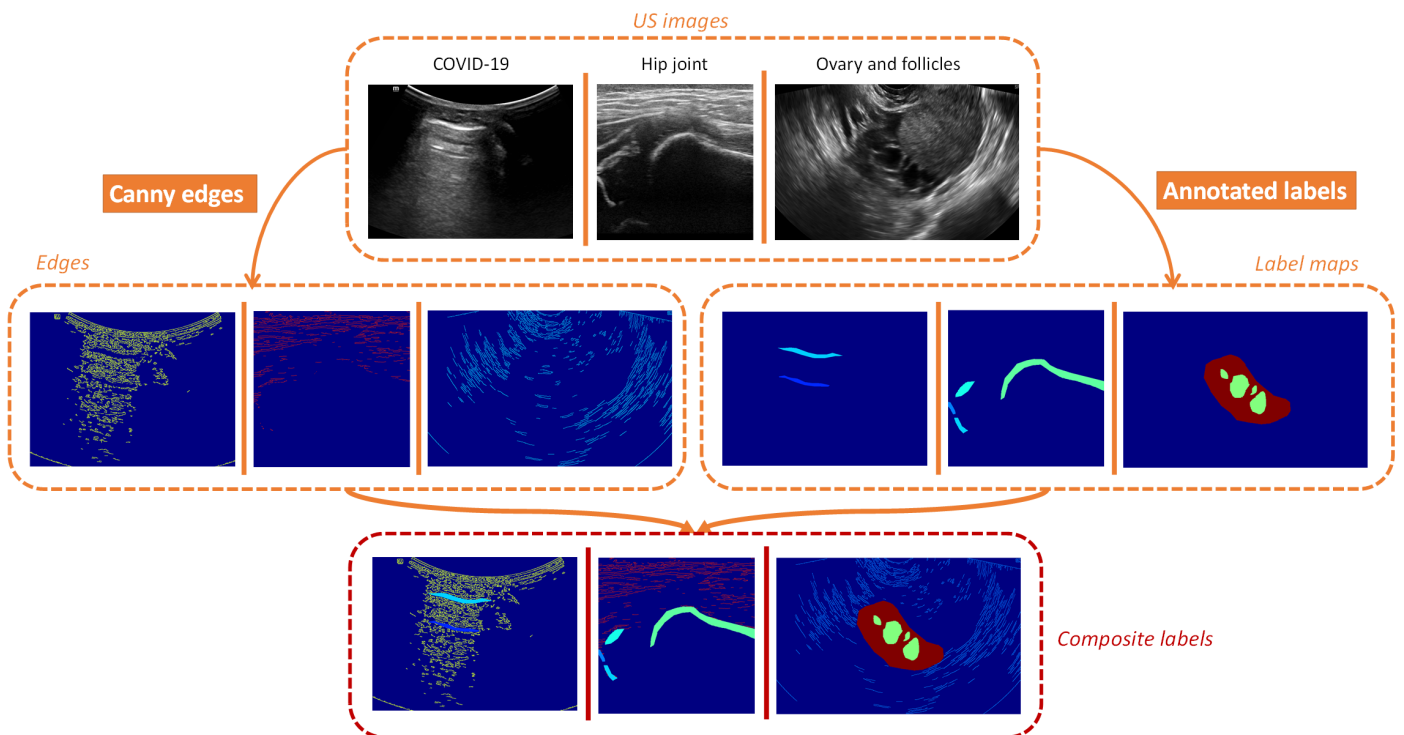 US images
COVID-19
Hip joint
Ovary and follicles
Canny edges
Annotated labels
Edges
Label maps
Composite labels